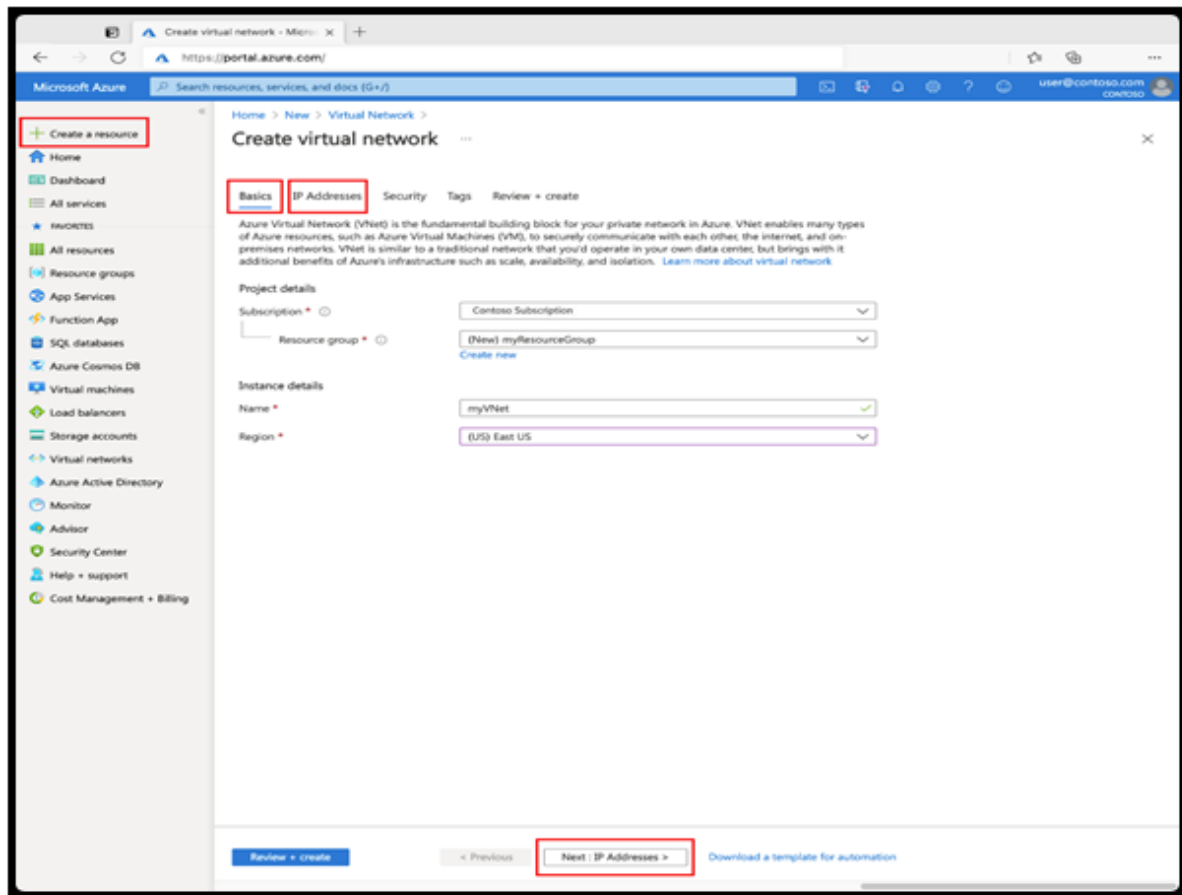 Create virtual network - Micro
https://portal.azure.com/
Microsoft Azure
Search resources, services, and docs (G+/)
user@contoso.com
CONTOSO
Create a resource
Home
Dashboard
All services
FAVORITES
All resources
Resource groups
App Services
Function App
SQL databases
Azure Cosmos DB
Virtual machines
Load balancers
Storage accounts
Virtual networks
Azure Active Directory
Monitor
Advisor
Security Center
Help + support
Cost Management + Billing
Home > New > Virtual Network >
Create virtual network ...
Basics IP Addresses Security Tags Review + create
Azure Virtual Network (VNet) is the fundamental building block for your private network in Azure. VNet enables many types
of Azure resources, such as Azure Virtual Machines (VM), to securely communicate with each other, the internet, and on-
premises networks. VNet is similar to a traditional network that you'd operate in your own data center, but brings with it
additional benefits of Azure's infrastructure such as scale, availability, and isolation. Learn more about virtual network
Project details
Subscription * Contoso Subscription
Resource group * (New) myResourceGroup
Create new
Instance details
Name * myVNet
Region * (US) East US
Review + create < Previous Next : IP Addresses > Download a template for automation